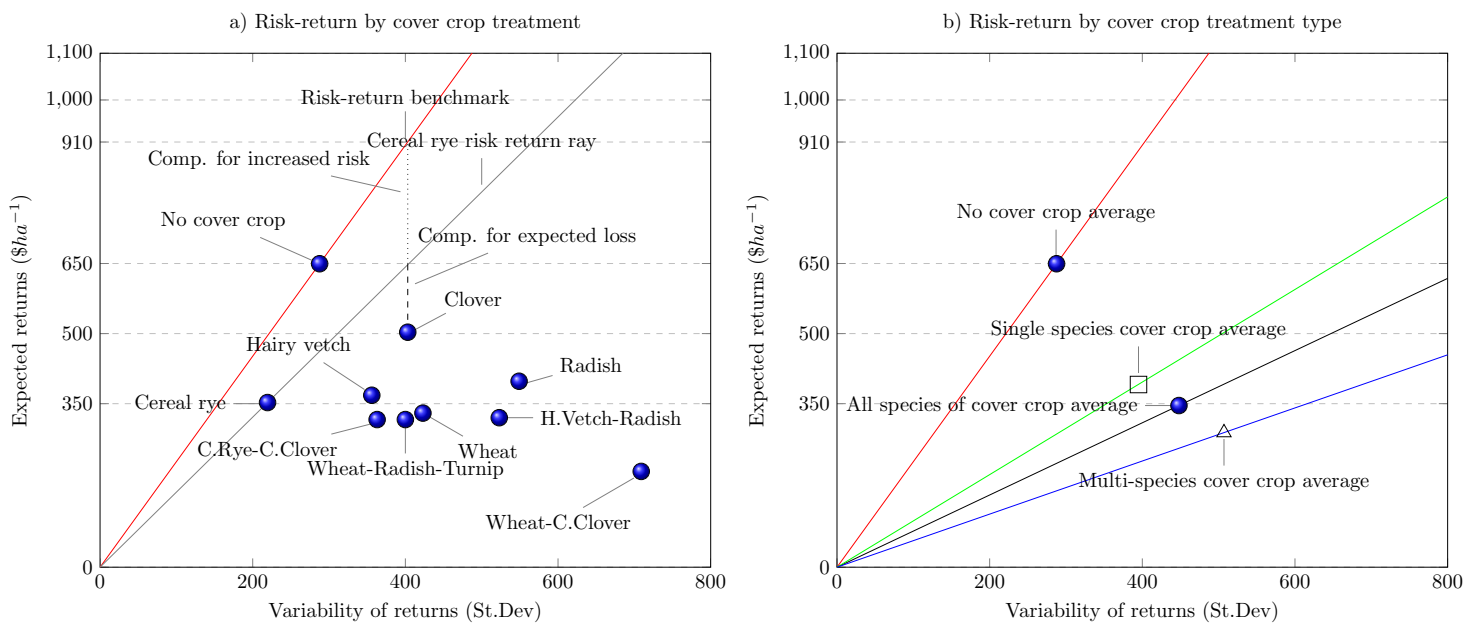 a) Risk-return by cover crop treatment
1,100
1,000
910
650
500
350
0
0
200
400
600
800
Expected returns ($ha⁻¹)
Variability of returns (St.Dev)
Risk-return benchmark
Cereal rye risk return ray
Comp. for increased risk
No cover crop
Comp. for expected loss
Clover
Hairy vetch
Radish
Cereal rye
H.Vetch-Radish
C.Rye-C.Clover
Wheat
Wheat-Radish-Turnip
Wheat-C.Clover
b) Risk-return by cover crop treatment type
1,100
1,000
910
650
500
350
0
0
200
400
600
800
Expected returns ($ha⁻¹)
Variability of returns (St.Dev)
No cover crop average
Single species cover crop average
All species of cover crop average
Multi-species cover crop average